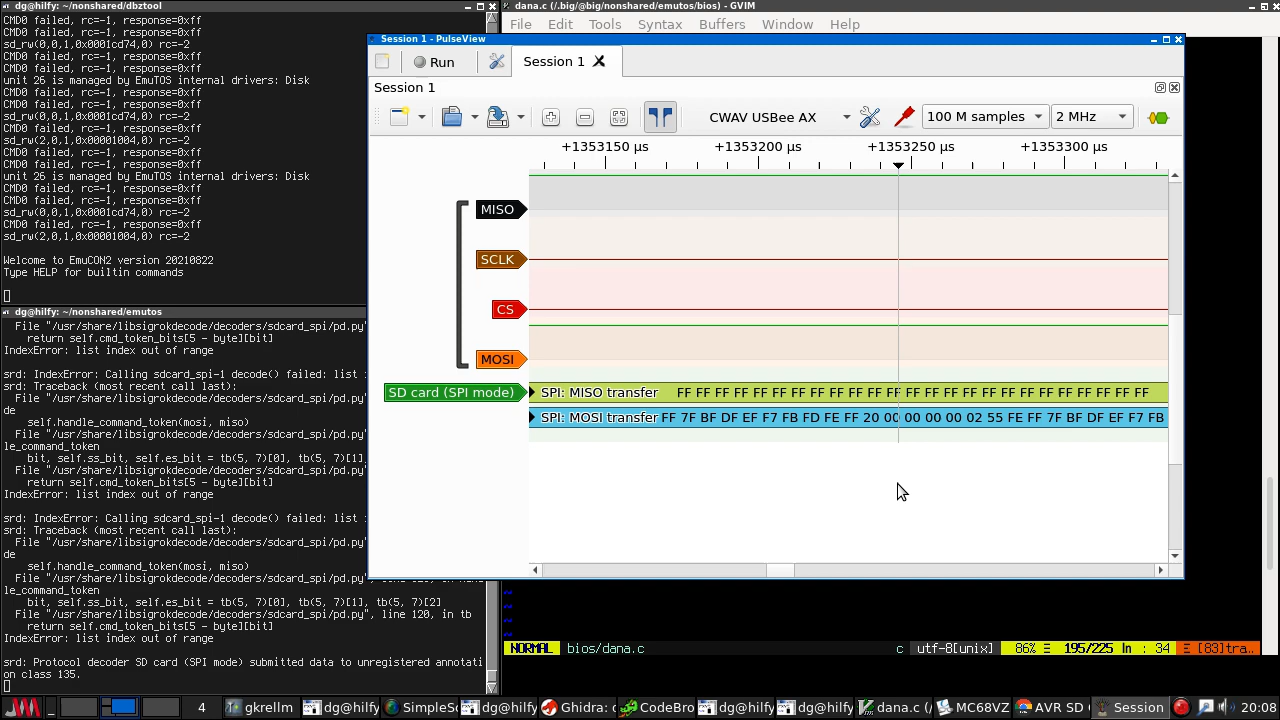 dg@hilfy: ~/nonshared/dbztool
CMD0 failed, rc=-1, response=0xff
CMD0 failed, rc=-1, response=0xff
sd_rw(0,0,1,0x0001cd74,0) rc=-2
CMD0 failed, rc=-1, response=0xff
CMD0 failed, rc=-1, response=0xff
unit 26 is managed by EmuTOS internal drivers: Disk
CMD0 failed, rc=-1, response=0xff
CMD0 failed, rc=-1, response=0xff
sd_rw(0,0,1,0x0001cd74,0) rc=-2
CMD0 failed, rc=-1, response=0xff
sd_rw(2,0,1,0x00001004,0) rc=-2
CMD0 failed, rc=-1, response=0xff
CMD0 failed, rc=-1, response=0xff
unit 26 is managed by EmuTOS internal drivers: Disk
CMD0 failed, rc=-1, response=0xff
CMD0 failed, rc=-1, response=0xff
sd_rw(0,0,1,0x0001cd74,0) rc=-2
CMD0 failed, rc=-1, response=0xff
sd_rw(2,0,1,0x00001004,0) rc=-2
Welcome to EmuCON2 version 20210822
Type HELP for builtin commands
dg@hilfy: ~/nonshared/emutos
File "/usr/share/libsigrokdecode/decoders/sdcard_spi/pd.py"
return self.cmd_token_bits[5 - byte][bit]
IndexError: list index out of range
srd: IndexError: Calling sdcard_spi-1 decode() failed: list
srd: Traceback (most recent call last):
File "/usr/share/libsigrokdecode/decoders/sdcard_spi/pd.py"
de
self.handle_command_token(mosi, miso)
File "/usr/share/libsigrokdecode/decoders/sdcard_spi/pd.py"
le_command_token
bit, self.ss_bit, self.es_bit = tb(5, 7)[0], tb(5, 7)[1]
File "/usr/share/libsigrokdecode/decoders/sdcard_spi/pd.py"
return self.cmd_token_bits[5 - byte][bit]
IndexError: list index out of range
srd: IndexError: Calling sdcard_spi-1 decode() failed: list
srd: Traceback (most recent call last):
File "/usr/share/libsigrokdecode/decoders/sdcard_spi/pd.py"
de
self.handle_command_token(mosi, miso)
File "/usr/share/libsigrokdecode/decoders/sdcard_spi/pd.py"
le_command_token
bit, self.ss_bit, self.es_bit = tb(5, 7)[0], tb(5, 7)[1], tb(5, 7)[2]
File "/usr/share/libsigrokdecode/decoders/sdcard_spi/pd.py", line 120, in tb
return self.cmd_token_bits[5 - byte][bit]
IndexError: list index out of range
srd: Protocol decoder SD card (SPI mode) submitted data to unregistered annotati
on class 135.
dana.c (/.big/@big/nonshared/emutos/bios) - GVIM
File Edit Tools Syntax Buffers Window Help
Session 1 - PulseView
Run Session 1
Session 1
CWAV USBee AX 100 M samples 2 MHz
+1353150 µs +1353200 µs +1353250 µs +1353300 µs
MISO
SCLK
CS
MOSI
SD card (SPI mode) SPI: MISO transfer FF FF FF FF FF FF FF FF FF FF FF FF FF FF FF FF FF FF FF FF FF FF FF FF FF
SPI: MOSI transfer FF 7F BF DF EF F7 FB FD FE FF 20 00 00 00 00 02 55 FE FF 7F BF DF EF F7 FB
~
~
~
~
NORMAL bios/dana.c c utf-8[unix] 86% Ξ 195/225 ln : 34 Ξ [83]tra..
4 gkrellm dg@hilfy SimpleSc Ghidra: c CodeBro dg@hilfy dg@hilfy dana.c (/ MC68VZ AVR SD Session 20:08